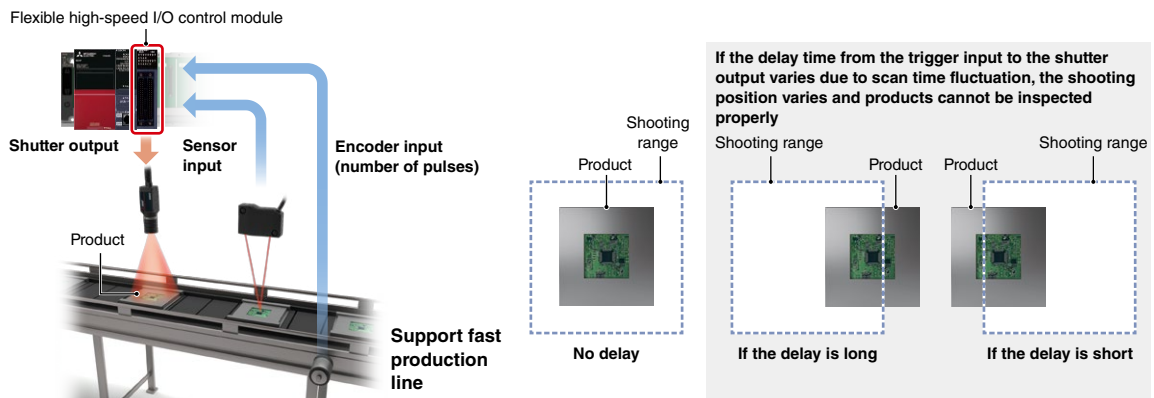 Flexible high-speed I/O control module
Shutter output
Sensor
input
Encoder input
(number of pulses)
Product
Support fast
production
line
Shooting
range
Product
No delay
If the delay time from the trigger input to the shutter
output varies due to scan time fluctuation, the shooting
position varies and products cannot be inspected
properly
Shooting range
Product
If the delay is long
Product
Shooting range
If the delay is short